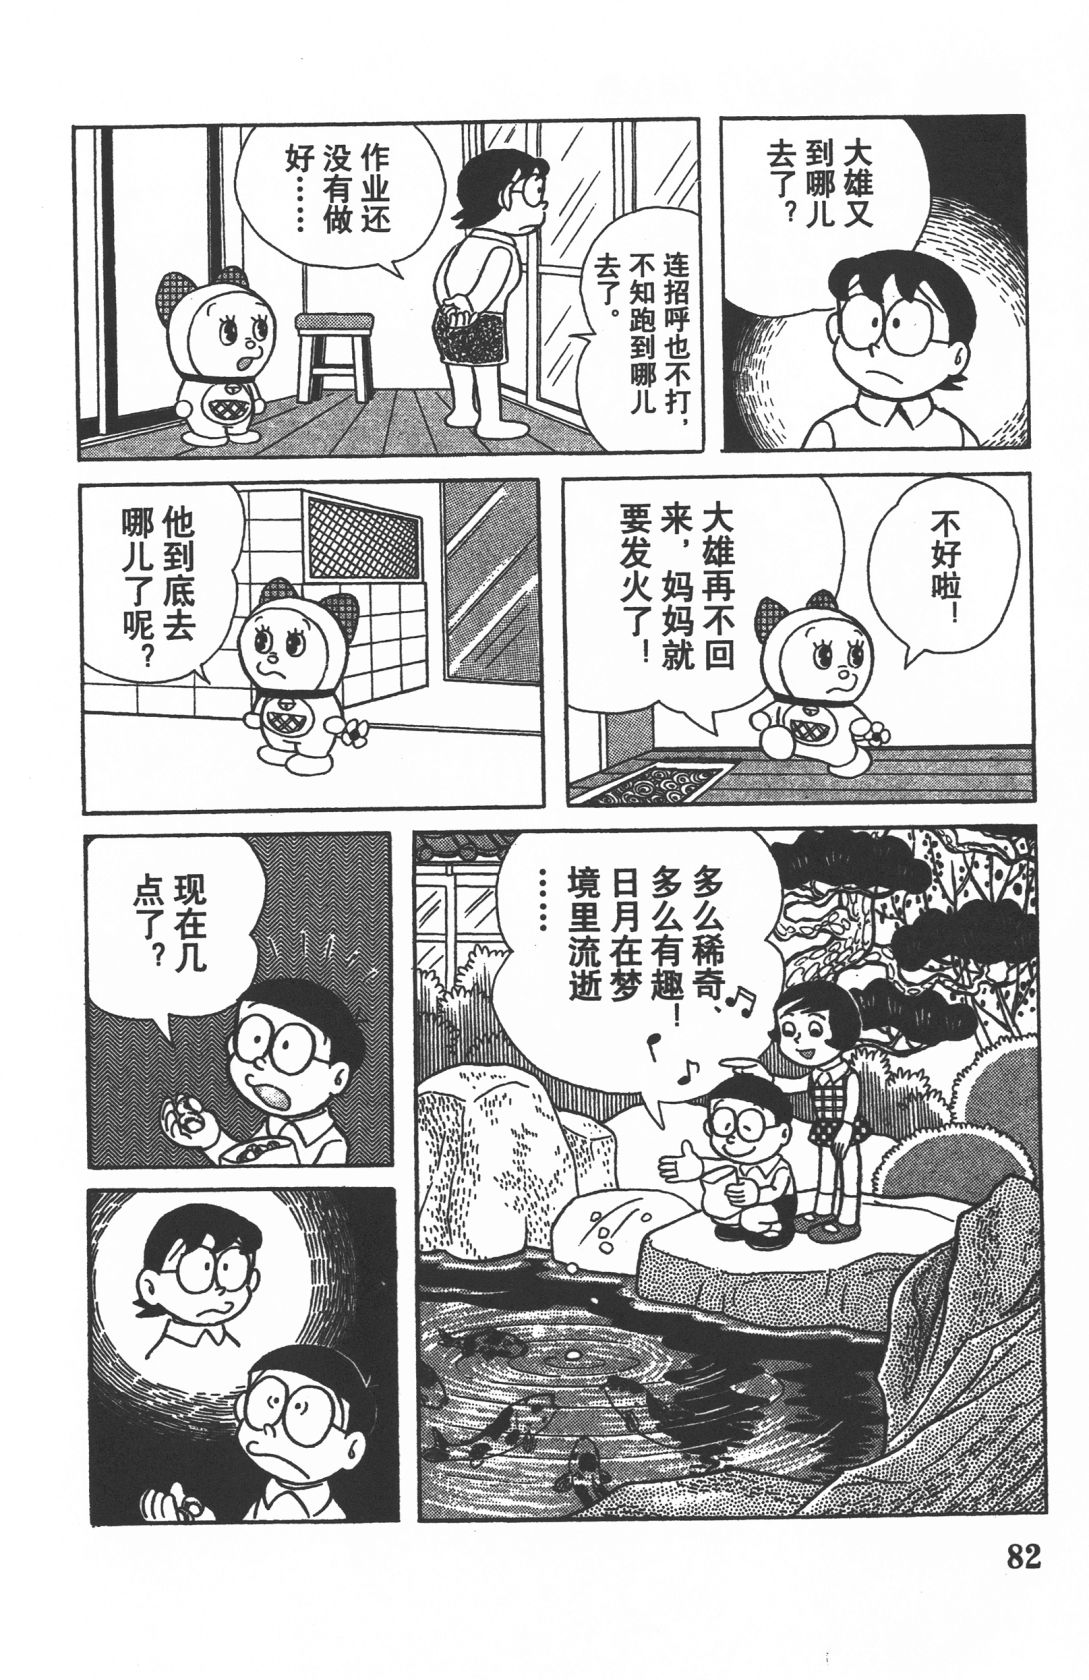 大雄又
到哪儿
去了？
连招呼也不打，
不知跑到哪儿
去了。
作业还
没有做
好……
不好啦！
大雄再不回
来，妈妈就
要发火了！
他到底去
哪儿了呢？
多么稀奇、
多么有趣！
日月在梦
境里流逝
……
现在几
点了？
82